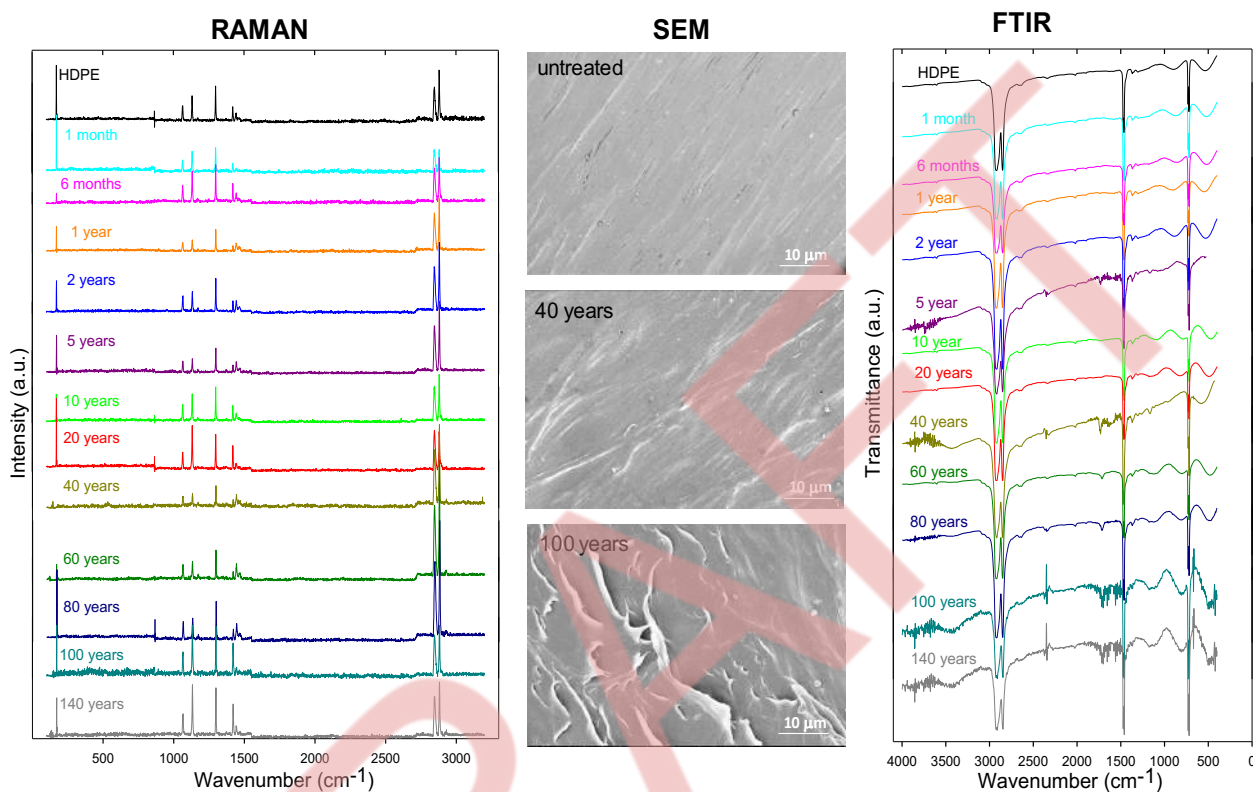 RAMAN
Intensity (a.u.)
HDPE
1 month
6 months
1 year
2 years
5 years
10 years
20 years
40 years
60 years
80 years
100 years
140 years
500
1000
1500
2000
2500
3000
Wavenumber (cm-1)
SEM
untreated
10 µm
40 years
10 µm
100 years
10 µm
FTIR
Transmittance (a.u.)
HDPE
1 month
6 months
1 year
2 year
5 year
10 year
20 years
40 years
60 years
80 years
100 years
140 years
4000
3500
3000
2500
2000
1500
1000
500
0
Wavenumber (cm-1)